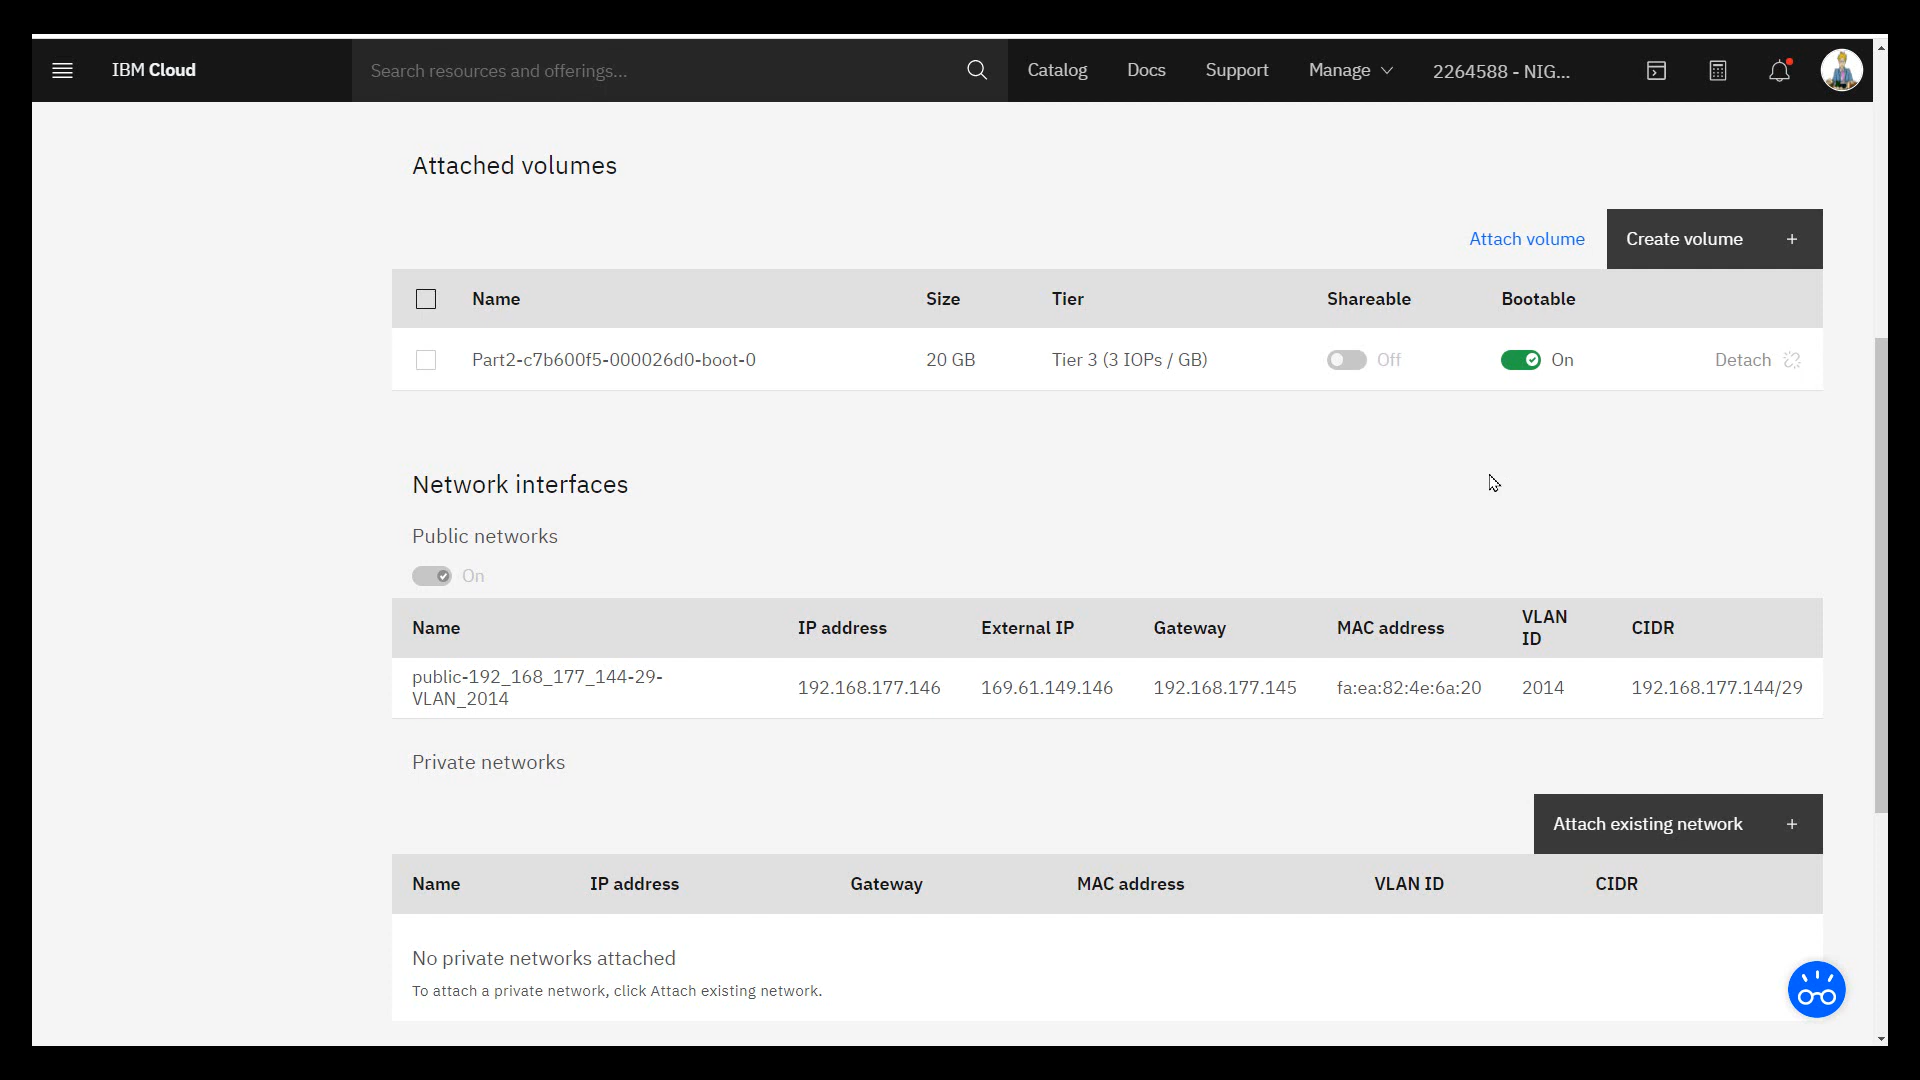 IBM Cloud
Search resources and offerings...
Catalog
Docs
Support
Manage
2264588 - NIG...
Attached volumes
Attach volume
Create volume +
Name Size Tier Shareable Bootable
Part2-c7b600f5-000026d0-boot-0 20 GB Tier 3 (3 IOPs / GB) Off On Detach
Network interfaces
Public networks
On
Name IP address External IP Gateway MAC address VLAN ID CIDR
public-192_168_177_144-29-
VLAN_2014
192.168.177.146 169.61.149.146 192.168.177.145 fa:ea:82:4e:6a:20 2014 192.168.177.144/29
Private networks
Attach existing network +
Name IP address Gateway MAC address VLAN ID CIDR
No private networks attached
To attach a private network, click Attach existing network.